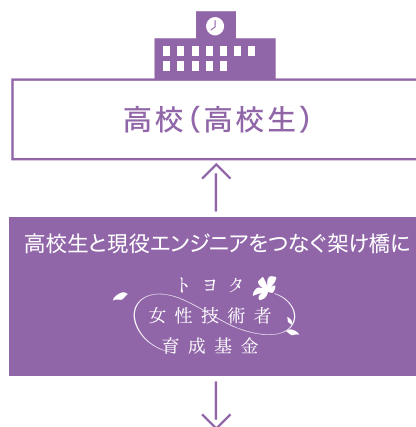 高校（高校生）
高校生と現役エンジニアをつなぐ架け橋に
トヨタ
女性技術者
育成基金